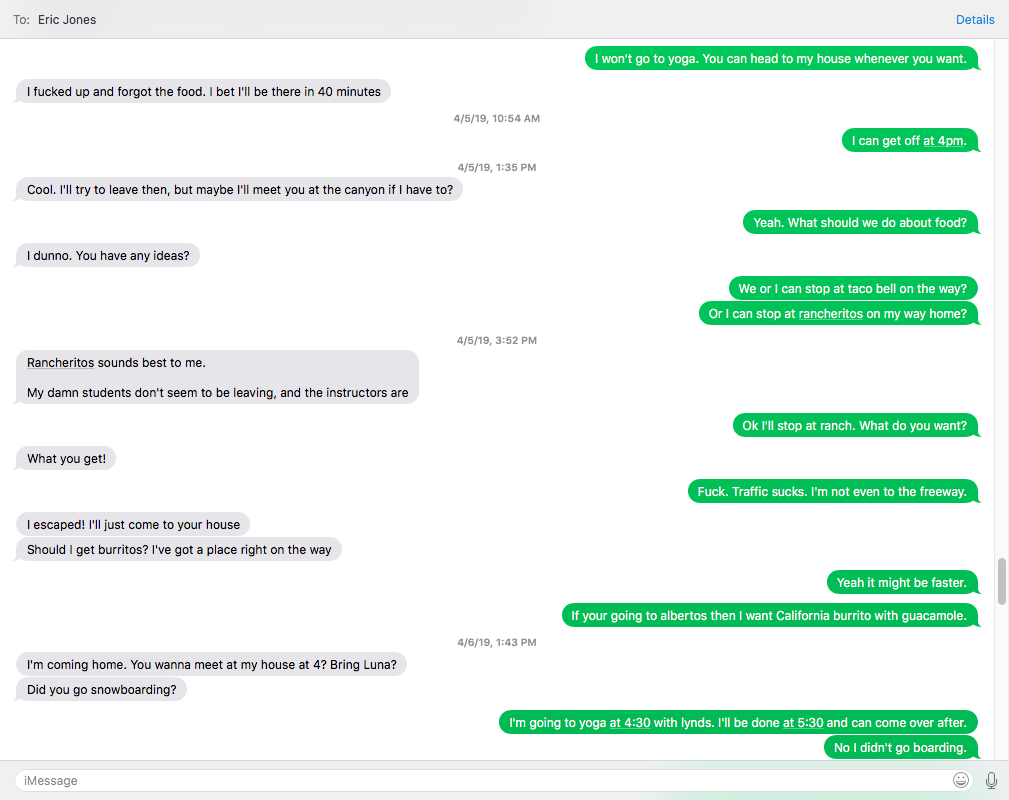 To: Eric Jones
Details
I won't go to yoga. You can head to my house whenever you want.
I fucked up and forgot the food. I bet I'll be there in 40 minutes
4/5/19, 10:54 AM
I can get off at 4pm.
4/5/19, 1:35 PM
Cool. I'll try to leave then, but maybe I'll meet you at the canyon if I have to?
Yeah. What should we do about food?
I dunno. You have any ideas?
We or I can stop at taco bell on the way?
Or I can stop at rancheritos on my way home?
4/5/19, 3:52 PM
Rancheritos sounds best to me.
My damn students don't seem to be leaving, and the instructors are
Ok I'll stop at ranch. What do you want?
What you get!
Fuck. Traffic sucks. I'm not even to the freeway.
I escaped! I'll just come to your house
Should I get burritos? I've got a place right on the way
Yeah it might be faster.
If your going to albertos then I want California burrito with guacamole.
4/6/19, 1:43 PM
I'm coming home. You wanna meet at my house at 4? Bring Luna?
Did you go snowboarding?
I'm going to yoga at 4:30 with lynds. I'll be done at 5:30 and can come over after.
No I didn't go boarding.
iMessage